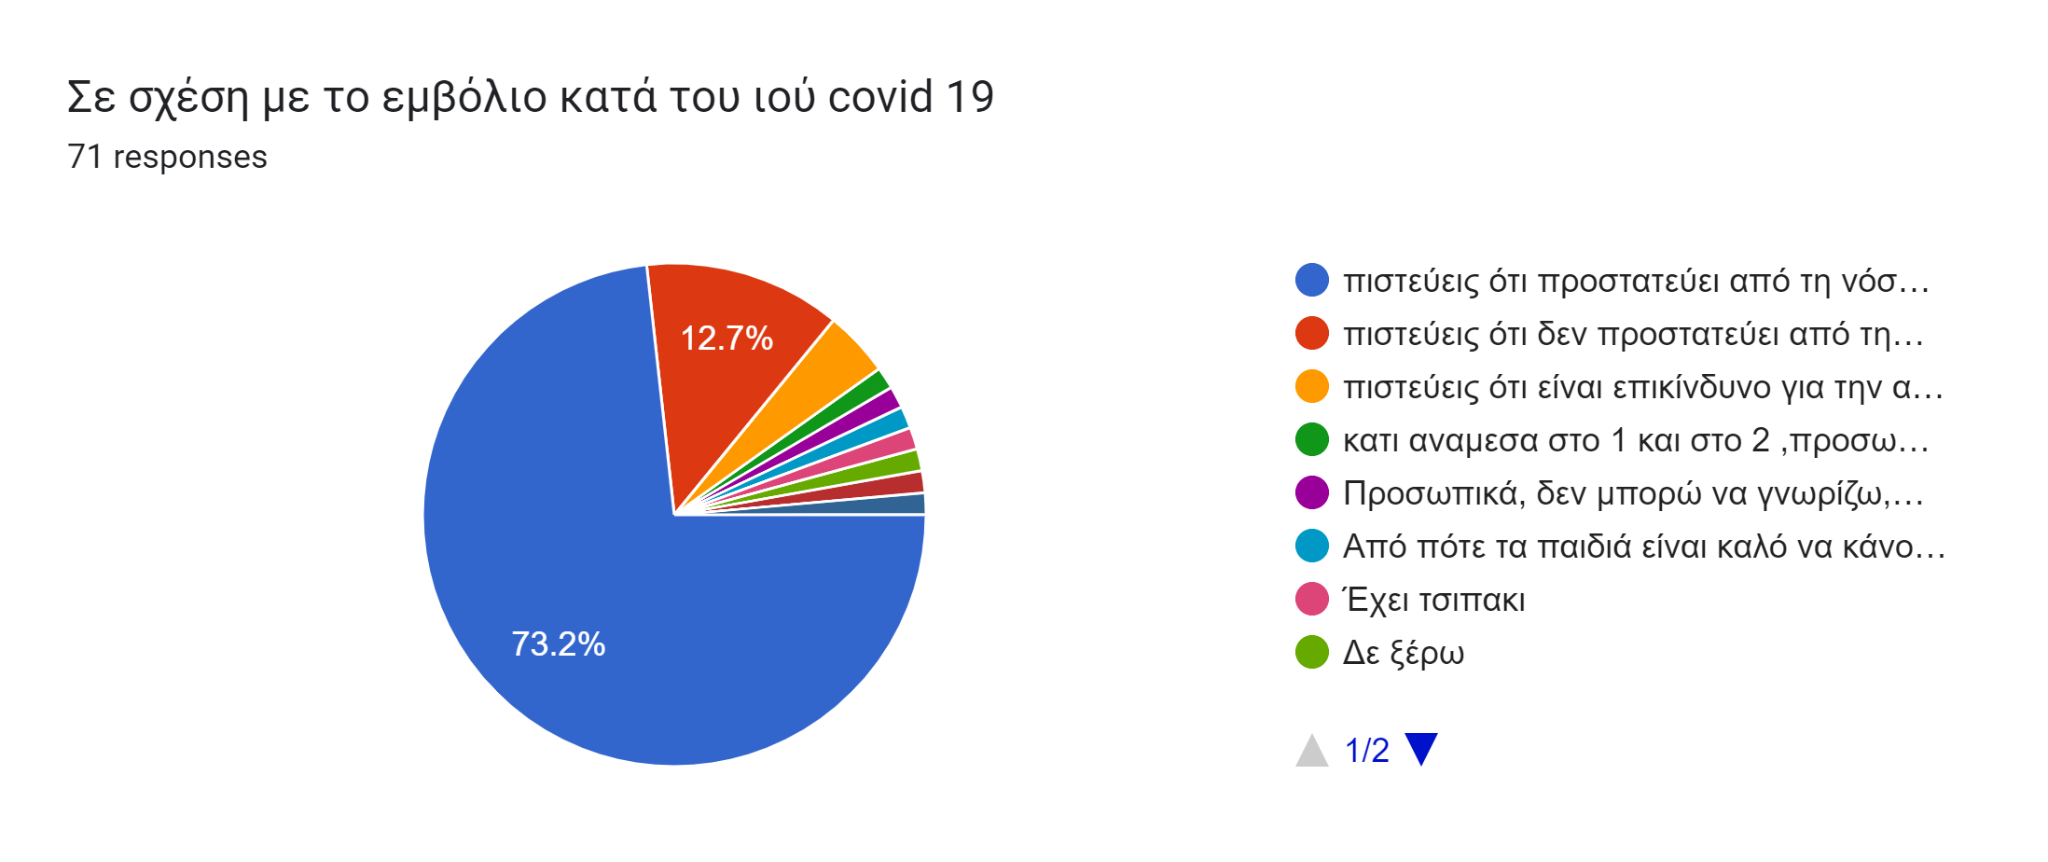 Σε σχέση με το εμβόλιο κατά του ιού covid 19
71 responses
12.7%
73.2%
πιστεύεις ότι προστατεύει από τη νόσ…
πιστεύεις ότι δεν προστατεύει από τη…
πιστεύεις ότι είναι επικίνδυνο για την α…
κατι αναμεσα στο 1 και στο 2 ,προσω…
Προσωπικά, δεν μπορώ να γνωρίζω,…
Από πότε τα παιδιά είναι καλό να κάνο…
Έχει τσιπακι
Δε ξέρω
1/2